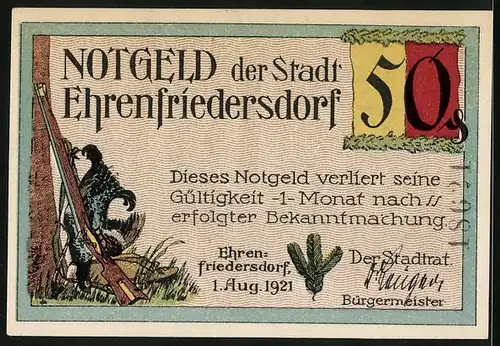 NOTGELD der Stadt
Ehrenfriedersdorf
50
Dieses Notgeld verliert seine
Gültigkeit -1- Monat nach
erfolgter Bekanntmachung.
Ehren-
friedersdorf,
1. Aug. 1921
Der Stadtrat.
Bürgermeister